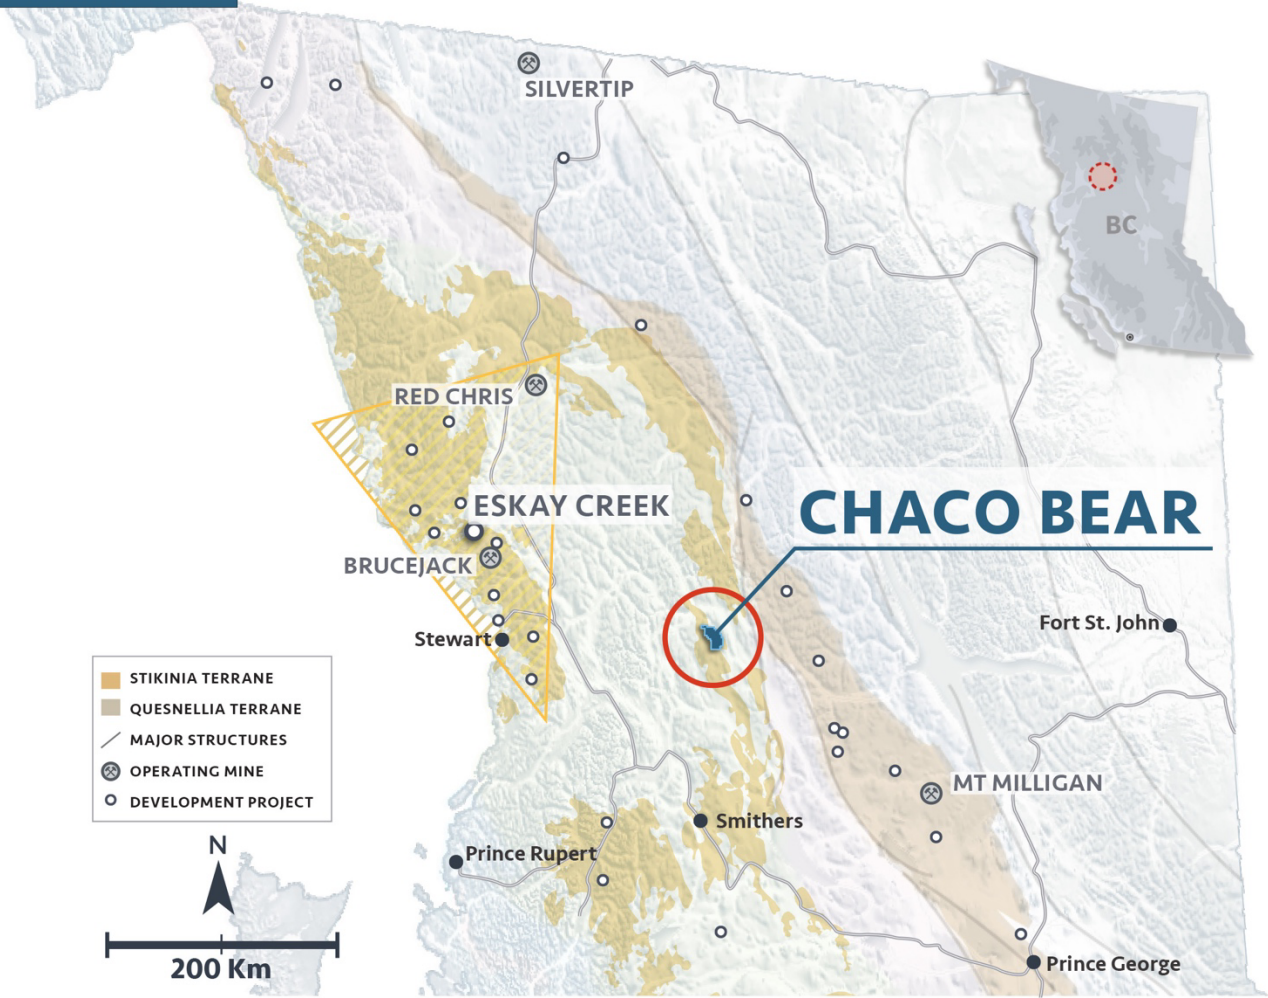 SILVERTIP
BC
RED CHRIS
ESKAY CREEK
CHACO BEAR
BRUCEJACK
Stewart
Fort St. John
STIKINIA TERRANE
QUESNELLIA TERRANE
MAJOR STRUCTURES
OPERATING MINE
DEVELOPMENT PROJECT
MT MILLIGAN
Smithers
Prince Rupert
N
200 Km
Prince George